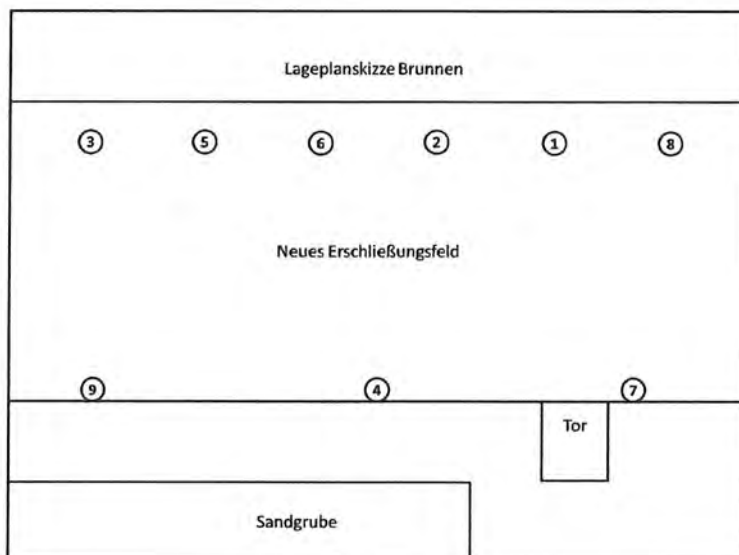 Lageplanskizze Brunnen
3 5 6 2 1 8
Neues Erschließungsfeld
9 4 7
Tor
Sandgrube